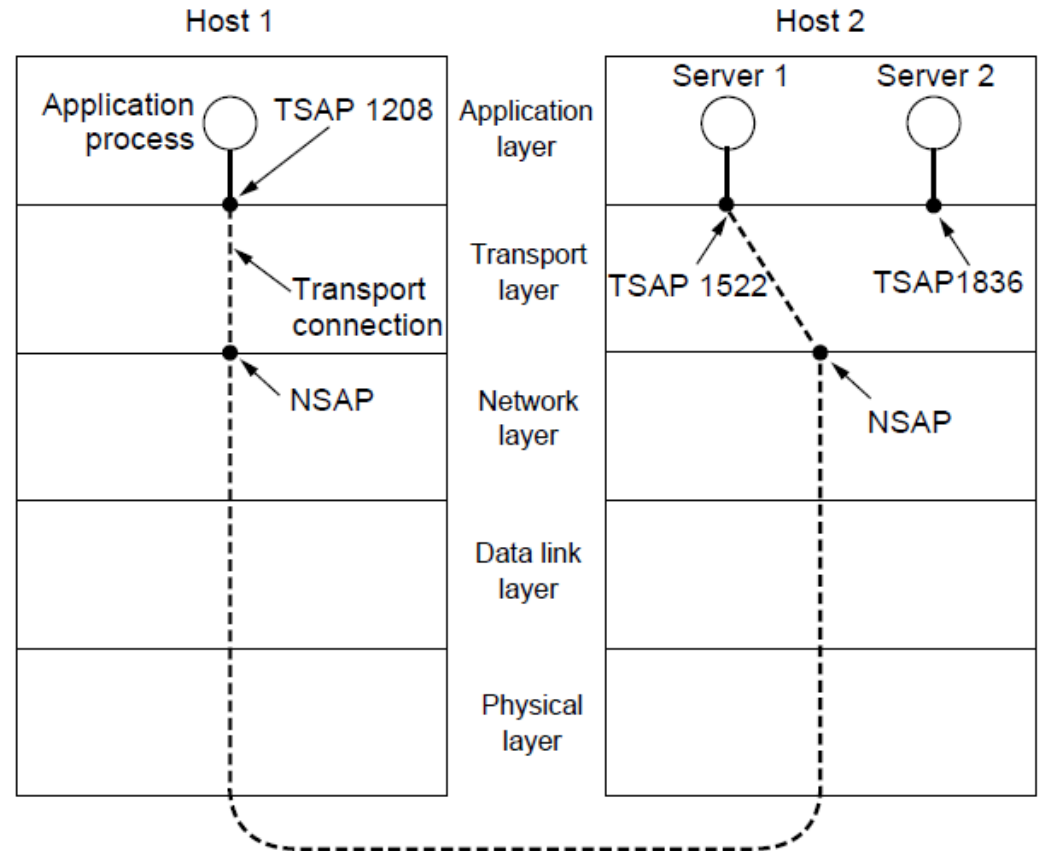 Host 1
Host 2
Application
process
TSAP 1208
Application
layer
Server 1
Server 2
Transport
connection
Transport
layer
TSAP 1522
TSAP1836
NSAP
Network
layer
NSAP
Data link
layer
Physical
layer